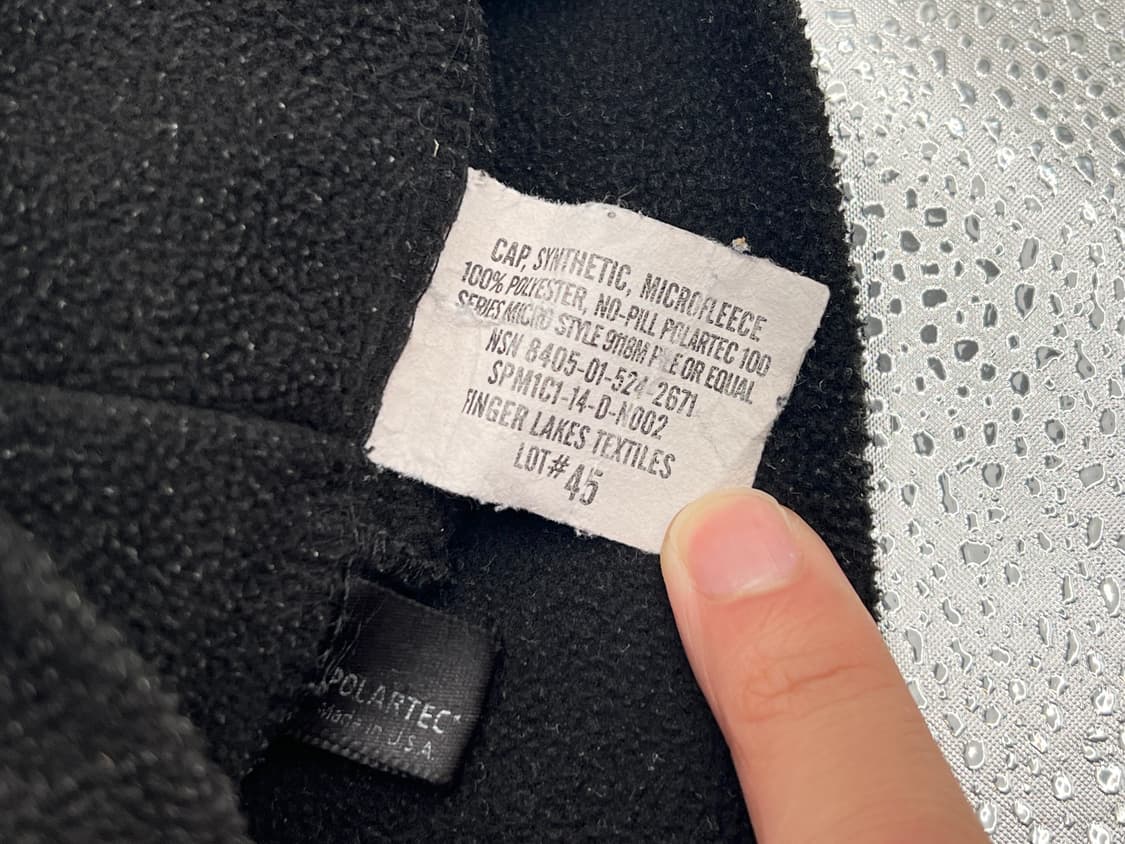 CAP, SYNTHETIC, MICROFLEECE
100% POLYESTER, NO-PILL POLARTEC 100
SERIES MICRO STYLE 9118M PILE OR EQUAL
NSN 8405-01-524-2671
SPM1C1-14-D-N002
FINGER LAKES TEXTILES
LOT# 45
POLARTEC®
Made in U.S.A.